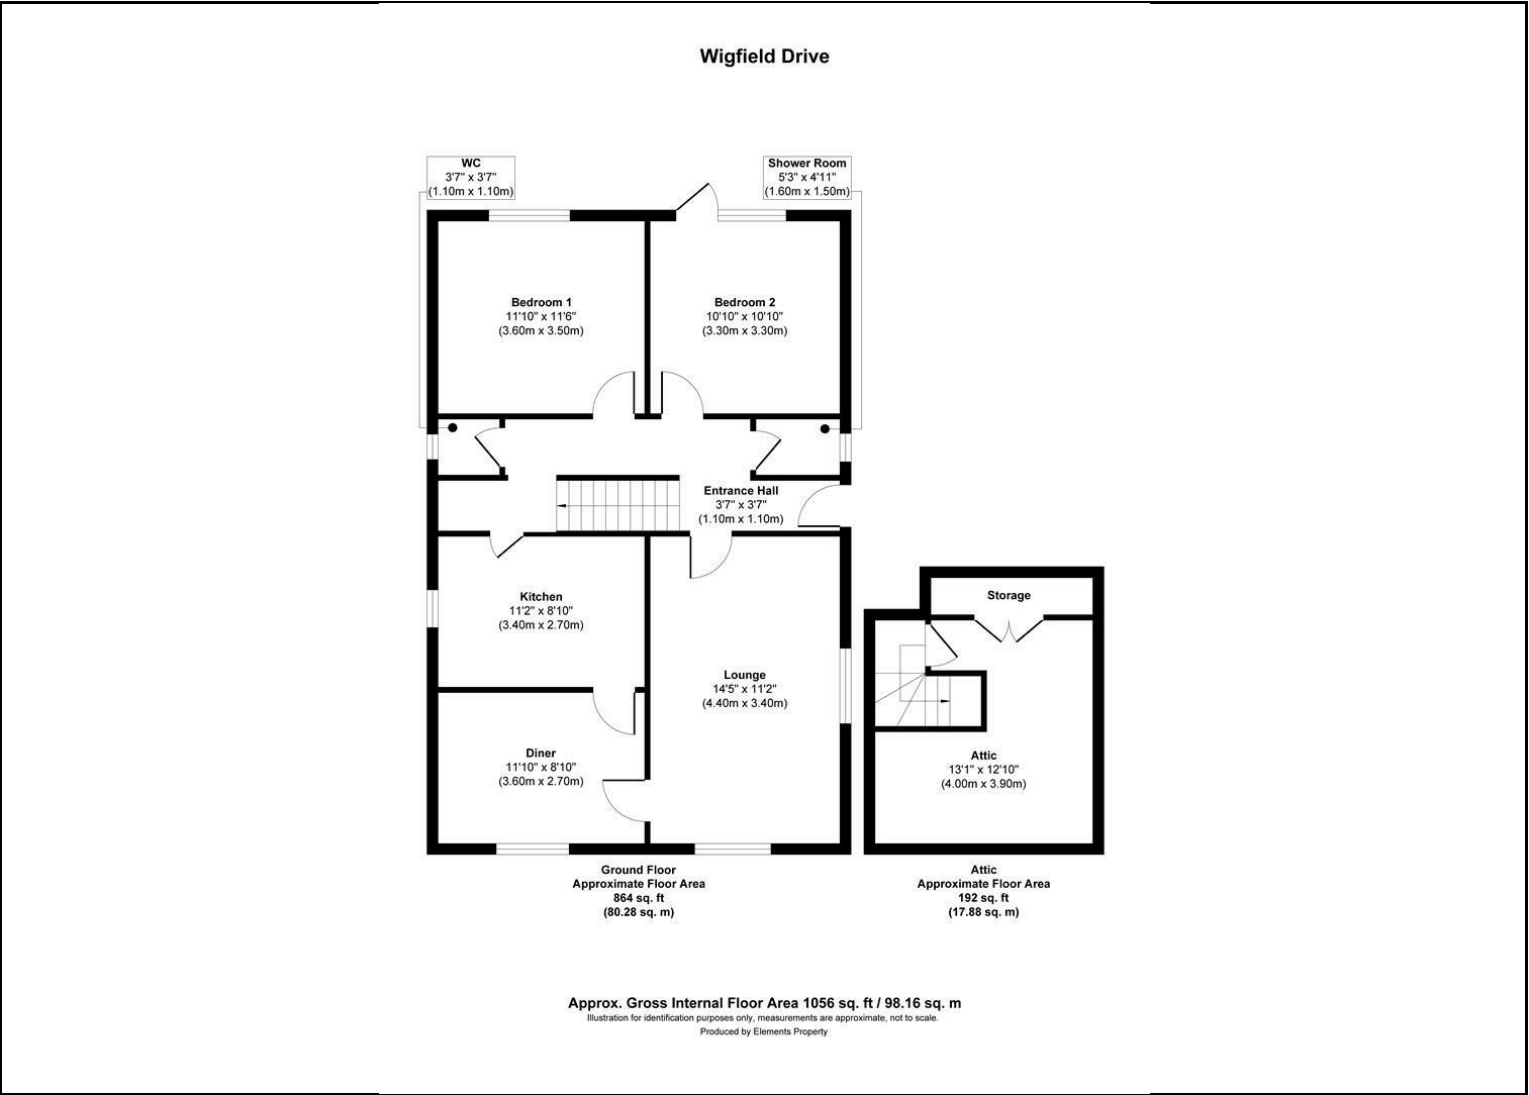 Wigfield Drive
WC
3'7" x 3'7"
(1.10m x 1.10m)
Shower Room
5'3" x 4'11"
(1.60m x 1.50m)
Bedroom 1
11'10" x 11'6"
(3.60m x 3.50m)
Bedroom 2
10'10" x 10'10"
(3.30m x 3.30m)
Entrance Hall
3'7" x 3'7"
(1.10m x 1.10m)
Kitchen
11'2" x 8'10"
(3.40m x 2.70m)
Storage
Lounge
14'5" x 11'2"
(4.40m x 3.40m)
Diner
11'10" x 8'10"
(3.60m x 2.70m)
Attic
13'1" x 12'10"
(4.00m x 3.90m)
Ground Floor
Approximate Floor Area
864 sq. ft
(80.28 sq. m)
Attic
Approximate Floor Area
192 sq. ft
(17.88 sq. m)
Approx. Gross Internal Floor Area 1056 sq. ft / 98.16 sq. m
Illustration for identification purposes only, measurements are approximate, not to scale.
Produced by Elements Property